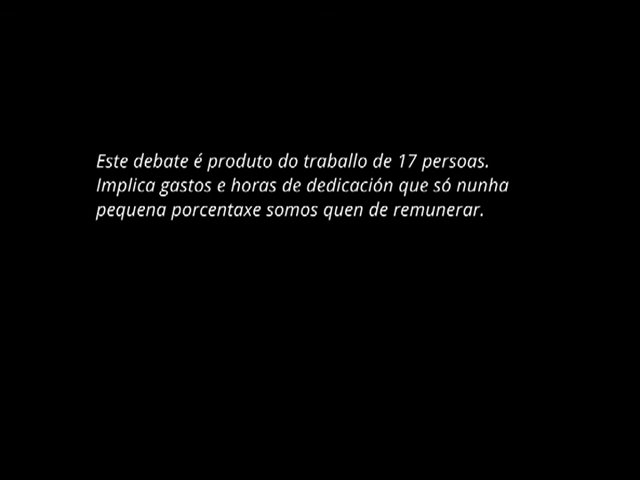 Este debate é produto do traballo de 17 persoas.
Implica gastos e horas de dedicación que só nunha
pequena porcentaxe somos quen de remunerar.